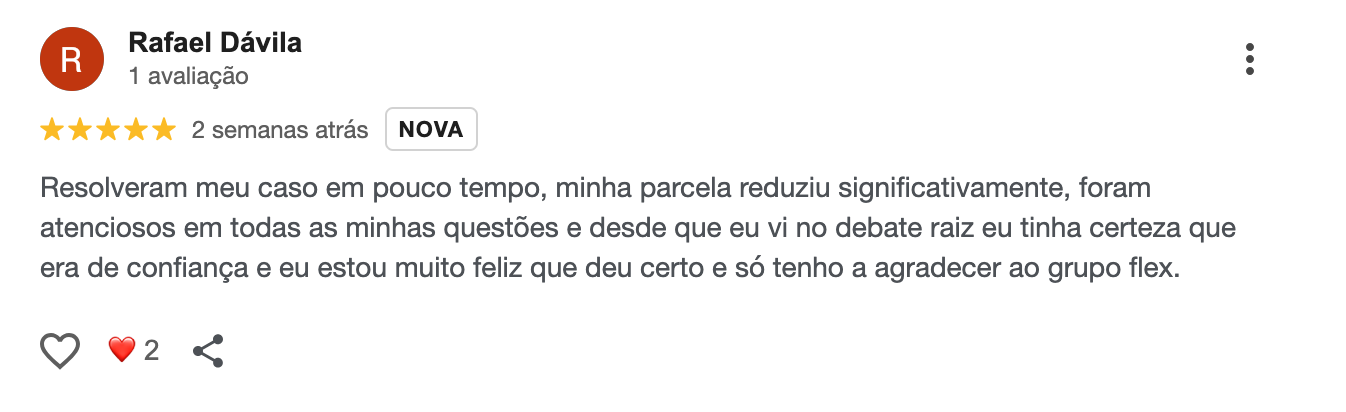 R
Rafael Dávila
1 avaliação
2 semanas atrás NOVA
Resolveram meu caso em pouco tempo, minha parcela reduziu significativamente, foram
atenciosos em todas as minhas questões e desde que eu vi no debate raiz eu tinha certeza que
era de confiança e eu estou muito feliz que deu certo e só tenho a agradecer ao grupo flex.
2